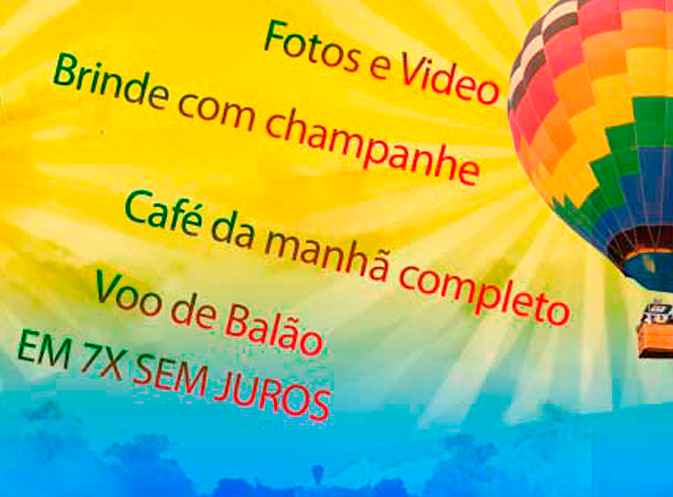 Fotos e Video
Brinde com champanhe
Café da manhã completo
Voo de Balão
EM 7X SEM JUROS